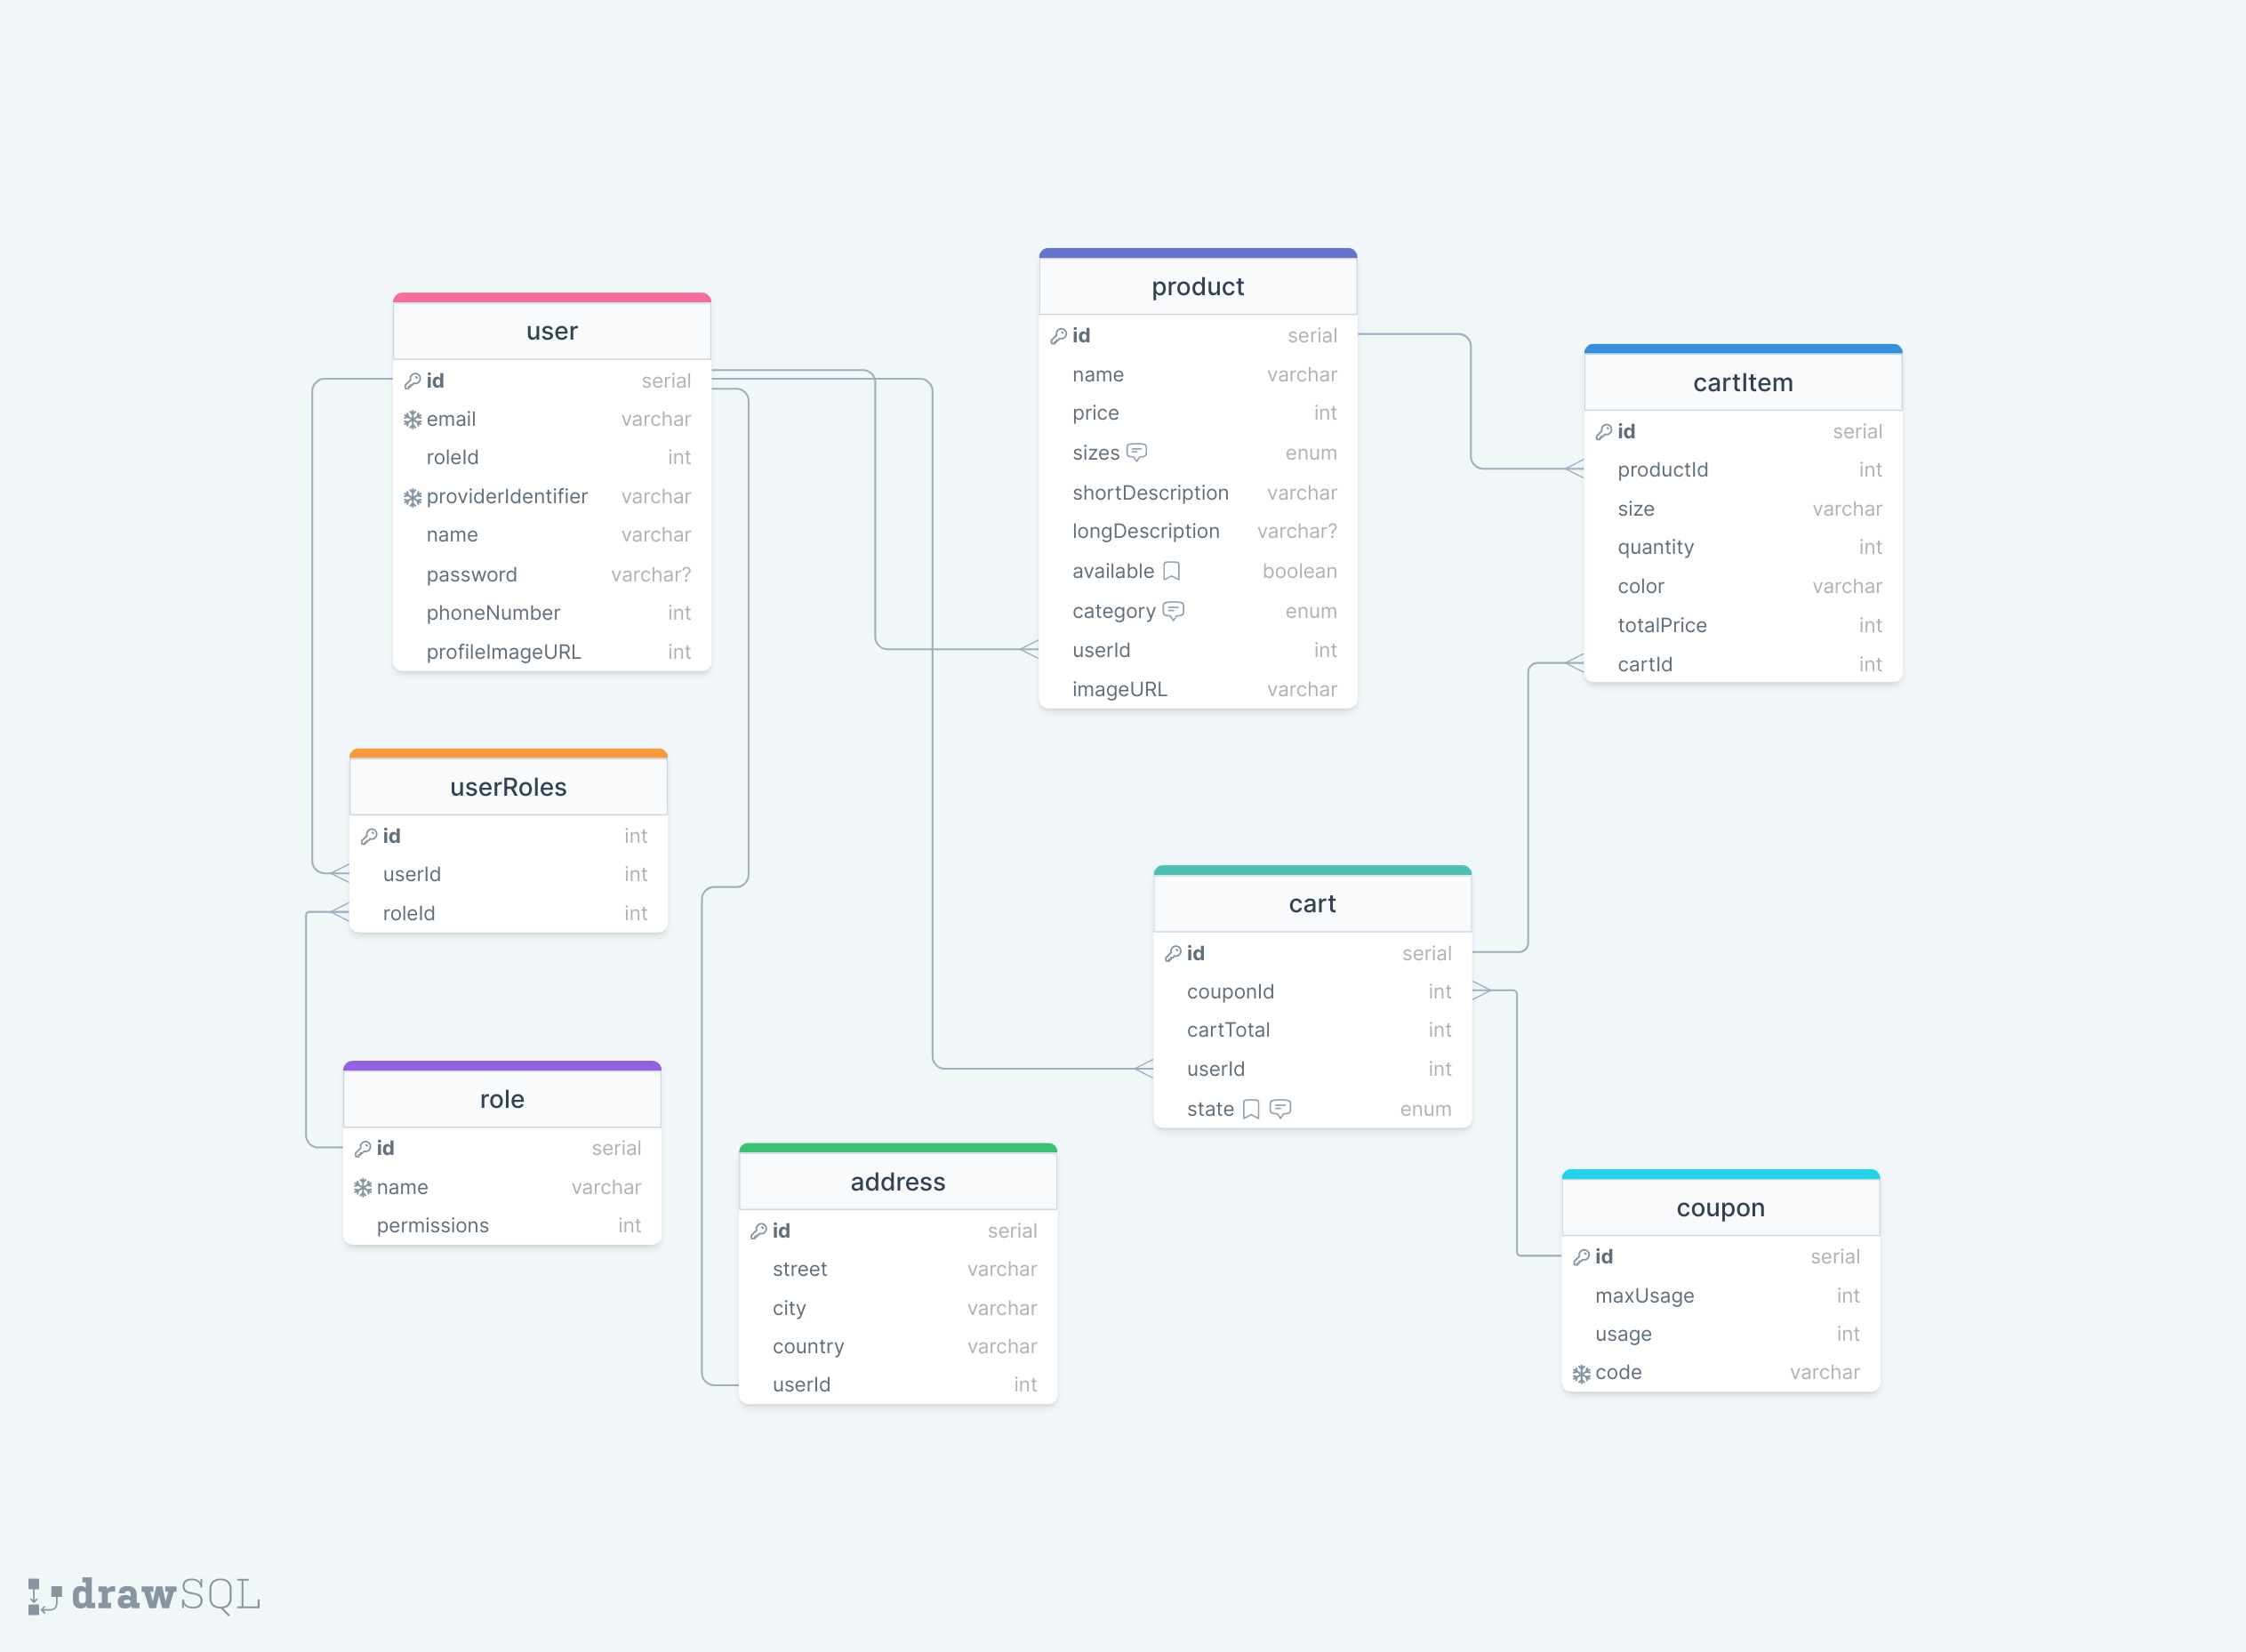 user
id serial
email varchar
roleId int
providerIdentifier varchar
name varchar
password varchar?
phoneNumber int
profileImageURL int
product
id serial
name varchar
price int
sizes enum
shortDescription varchar
longDescription varchar?
available boolean
category enum
userId int
imageURL varchar
cartItem
id serial
productId int
size varchar
quantity int
color varchar
totalPrice int
cartId int
userRoles
id int
userId int
roleId int
cart
id serial
couponId int
cartTotal int
userId int
state enum
role
id serial
name varchar
permissions int
address
id serial
street varchar
city varchar
country varchar
userId int
coupon
id serial
maxUsage int
usage int
code varchar
drawSQL